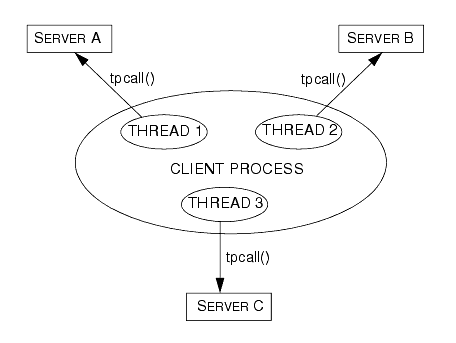 SERVER A
SERVER B
tpcall()
tpcall()
THREAD 1
THREAD 2
CLIENT PROCESS
THREAD 3
tpcall()
SERVER C